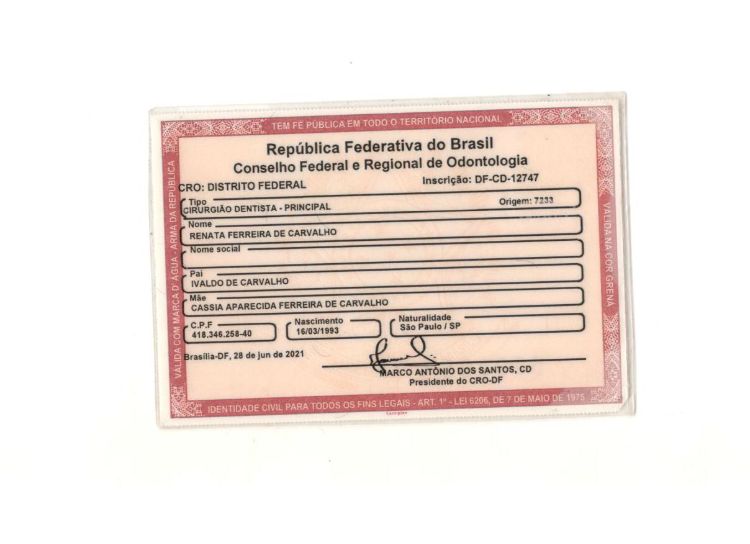 TEM FÉ PÚBLICA EM TODO O TERRITÓRIO NACIONAL
República Federativa do Brasil
Conselho Federal e Regional de Odontologia
CRO: DISTRITO FEDERAL
Inscrição: DF-CD-12747
Tipo
Origem: 7233
CIRURGIÃO DENTISTA - PRINCIPAL
Nome
RENATA FERREIRA DE CARVALHO
Nome social
Pai
IVALDO DE CARVALHO
Mãe
CASSIA APARECIDA FERREIRA DE CARVALHO
C.P.F
418.346.258-40
Nascimento
16/03/1993
Naturalidade
São Paulo / SP
Brasília-DF, 28 de jun de 2021
MARCO ANTÔNIO DOS SANTOS, CD
Presidente do CRO-DF
IDENTIDADE CIVIL PARA TODOS OS FINS LEGAIS - ART. 1º - LEI 6206, DE 7 DE MAIO DE 1975
VÁLIDA COM MARCA D'ÁGUA - ARMA DA REPÚBLICA
VÁLIDA NA COR GRENÁ